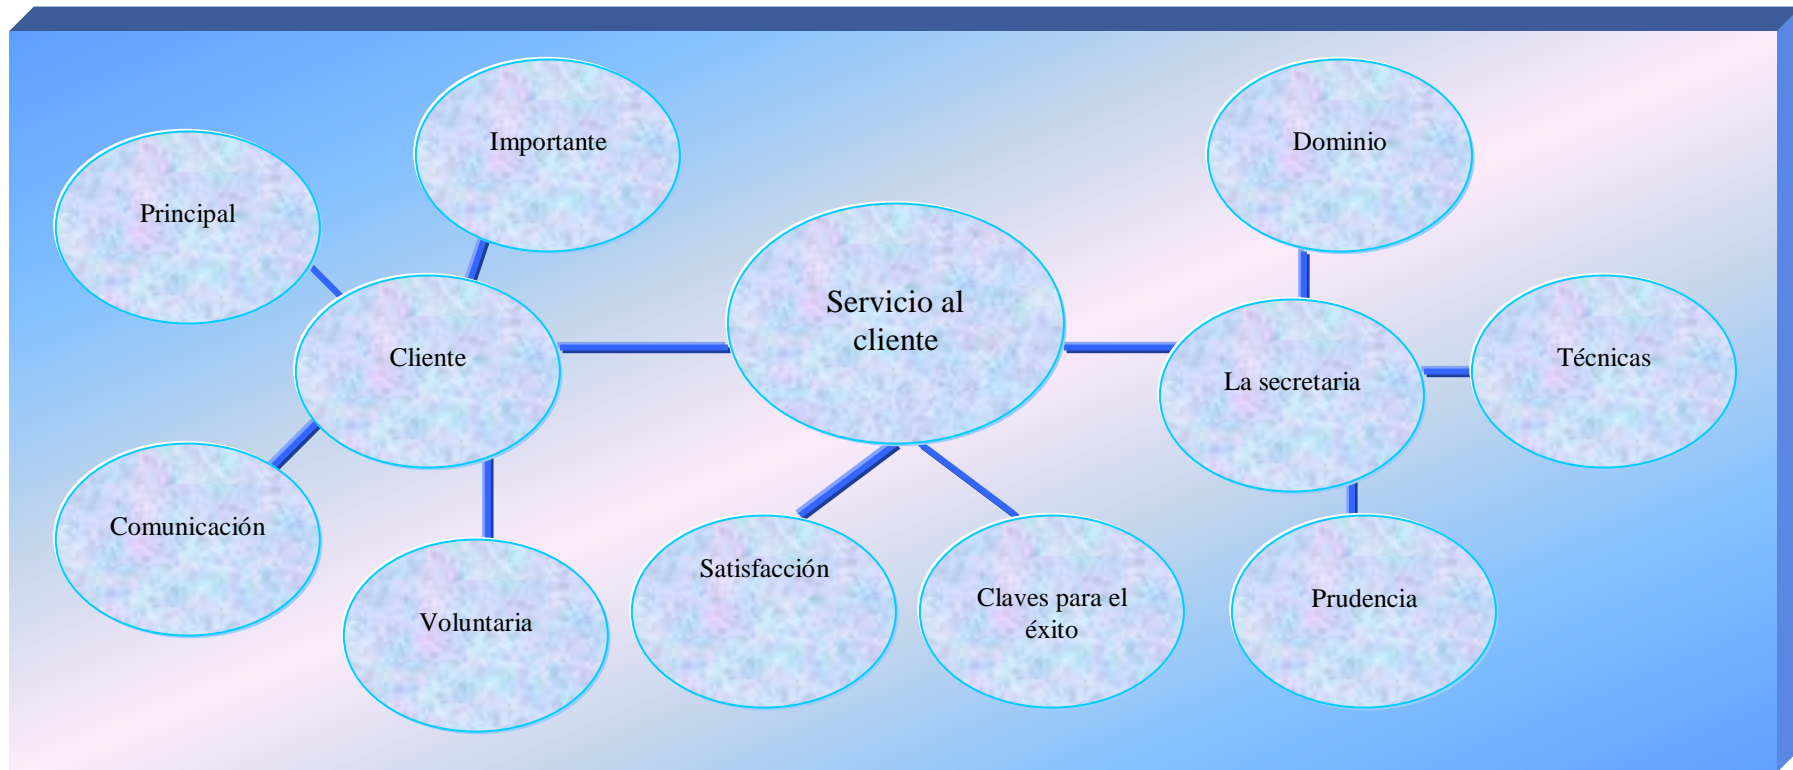 Importante
Dominio
Principal
Servicio al
cliente
Cliente
Técnicas
La secretaria
Comunicación
Satisfacción
Claves para el
éxito
Prudencia
Voluntaria